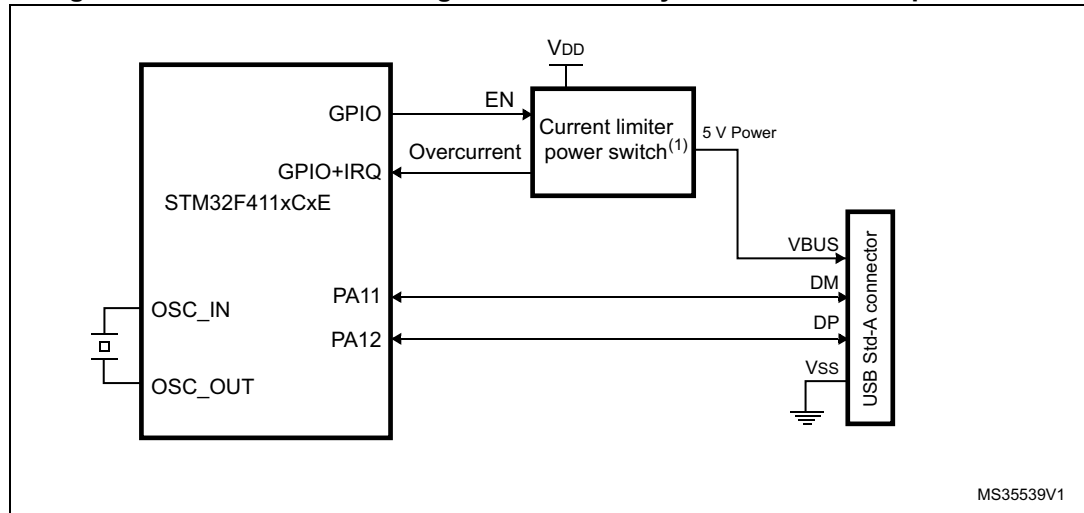 VDD
GPIO
EN
Current limiter
power switch(1)
5 V Power
Overcurrent
GPIO+IRQ
STM32F411xCxE
VBUS
DM
DP
VSS
USB Std-A connector
PA11
PA12
OSC_IN
OSC_OUT
MS35539V1